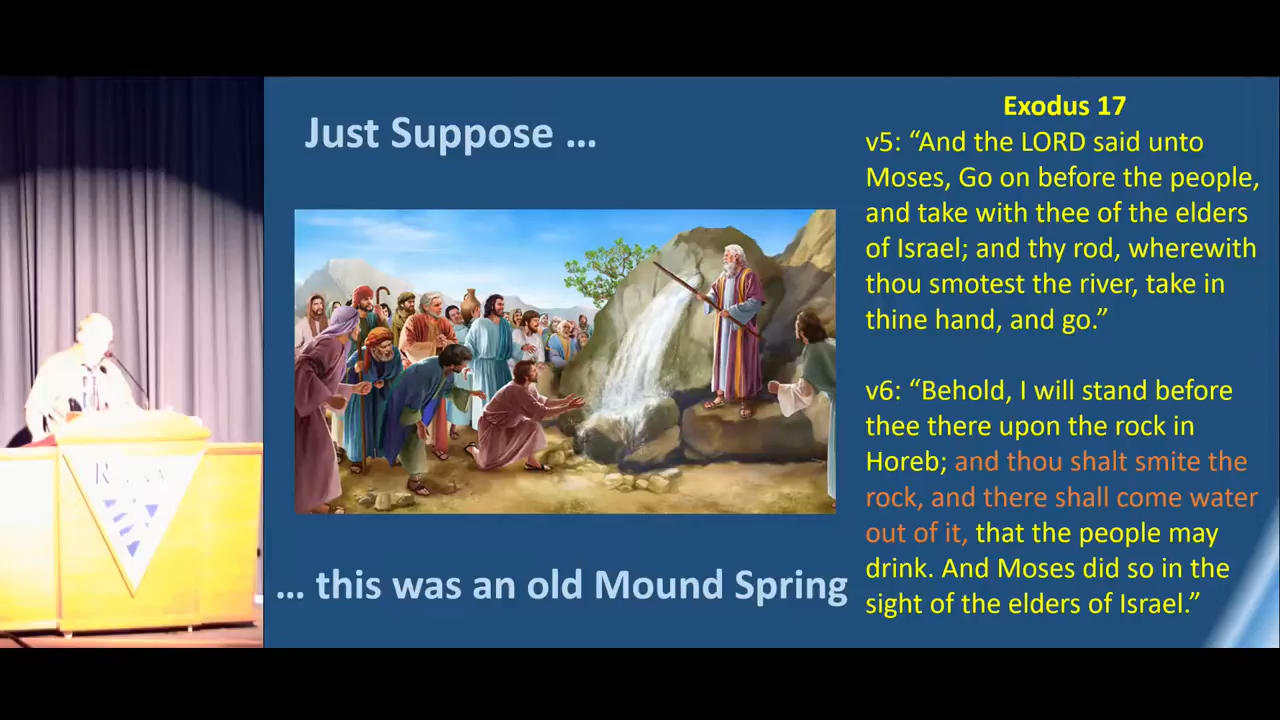 Just Suppose ...
... this was an old Mound Spring
Exodus 17
v5: “And the LORD said unto
Moses, Go on before the people,
and take with thee of the elders
of Israel; and thy rod, wherewith
thou smotest the river, take in
thine hand, and go.”
v6: “Behold, I will stand before
thee there upon the rock in
Horeb; and thou shalt smite the
rock, and there shall come water
out of it, that the people may
drink. And Moses did so in the
sight of the elders of Israel.”